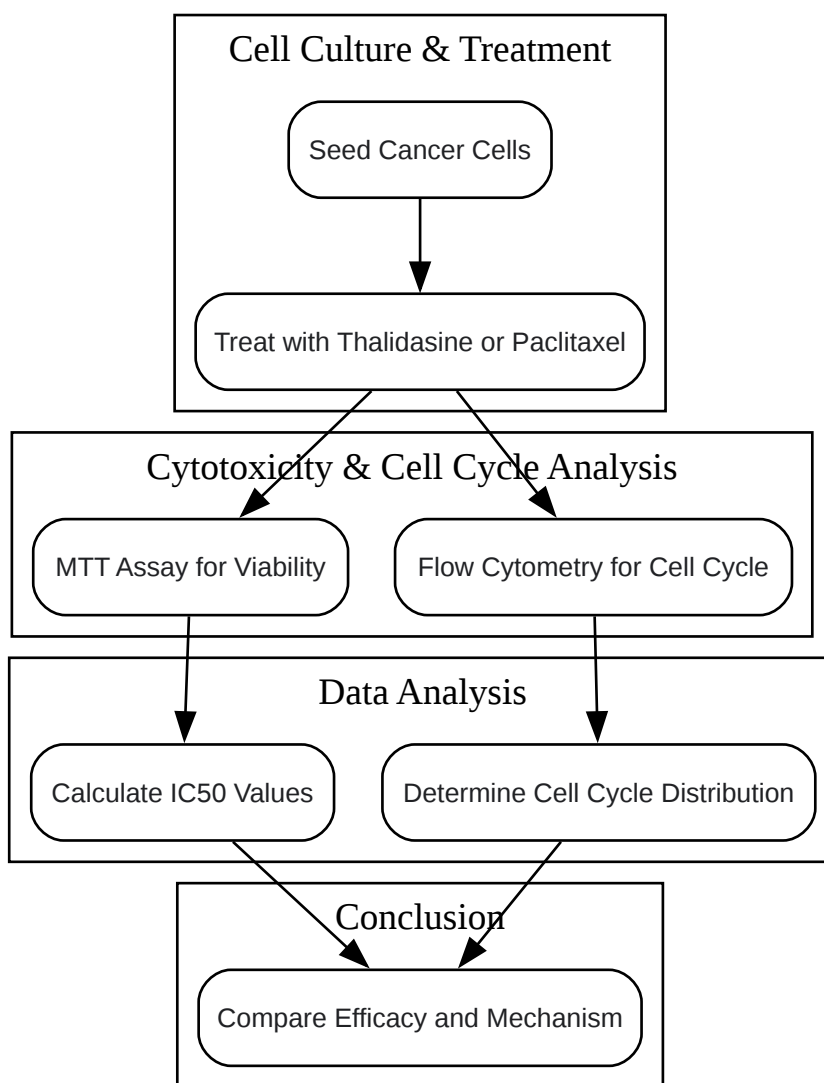 Cell Culture & Treatment
Seed Cancer Cells
Treat with Thalidasine or Paclitaxel
Cytotoxicity & Cell Cycle Analysis
MTT Assay for Viability
Flow Cytometry for Cell Cycle
Data Analysis
Calculate IC50 Values
Determine Cell Cycle Distribution
Conclusion
Compare Efficacy and Mechanism